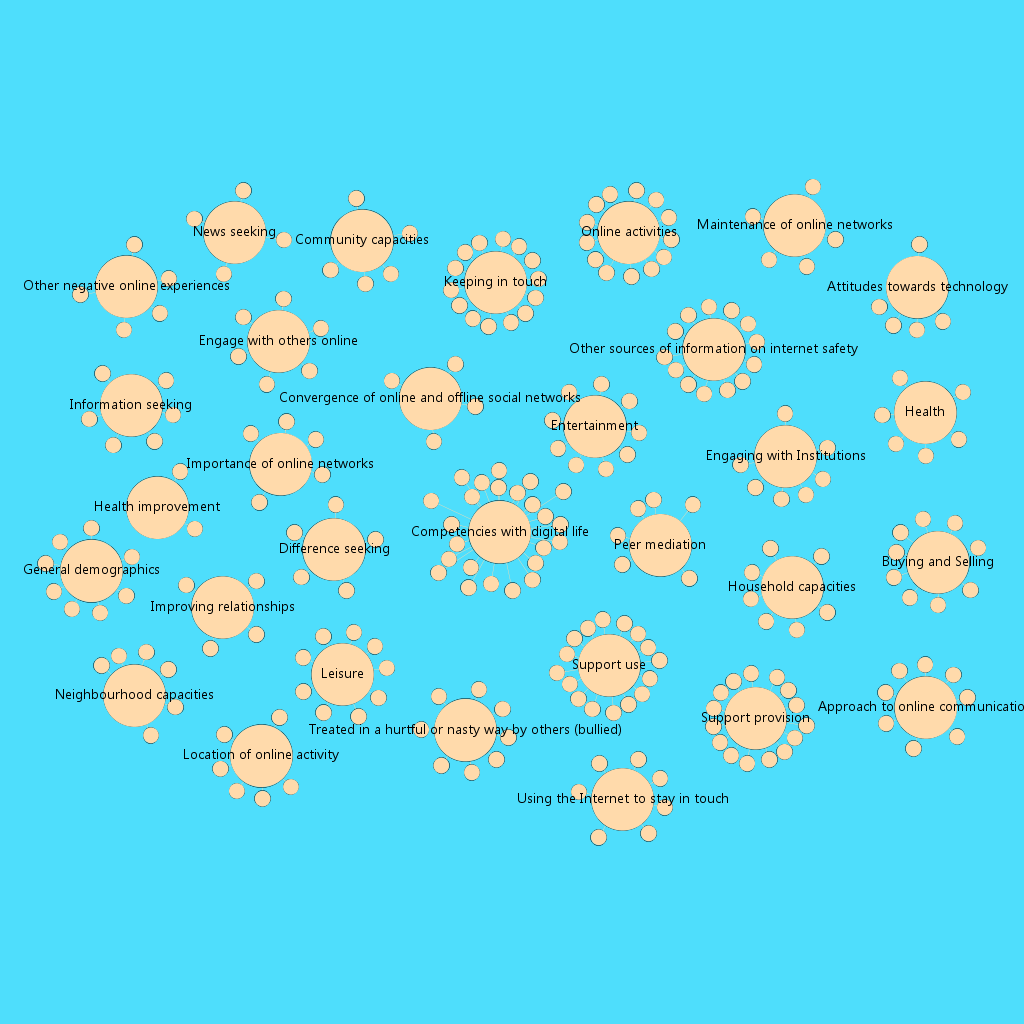 News seeking
Community capacities
Online activities
Maintenance of online networks
Other negative online experiences
Keeping in touch
Attitudes towards technology
Engage with others online
Other sources of information on internet safety
Information seeking
Convergence of online and offline social networks
Entertainment
Health
Importance of online networks
Engaging with Institutions
Health improvement
Competencies with digital life
Difference seeking
Peer mediation
General demographics
Buying and Selling
Household capacities
Improving relationships
Leisure
Support use
Neighbourhood capacities
Approach to online communicatio
Treated in a hurtful or nasty way by others (bullied)
Support provision
Location of online activity
Using the Internet to stay in touch